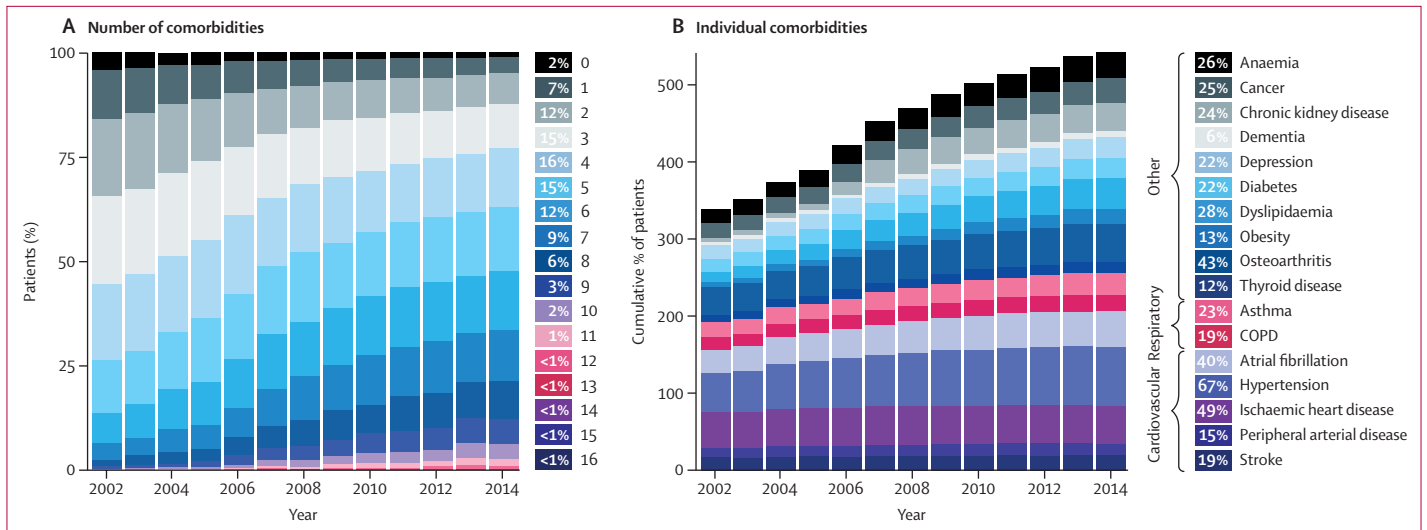 A Number of comorbidities
100
75
50
25
0
Patients (%)
2002 2004 2006 2008 2010 2012 2014
Year
2% 0
7% 1
12% 2
15% 3
16% 4
15% 5
12% 6
9% 7
6% 8
3% 9
2% 10
1% 11
<1% 12
<1% 13
<1% 14
<1% 15
<1% 16
B Individual comorbidities
500
400
300
200
100
0
Cumulative % of patients
2002 2004 2006 2008 2010 2012 2014
Year
Other
26% Anaemia
25% Cancer
24% Chronic kidney disease
6% Dementia
22% Depression
22% Diabetes
28% Dyslipidaemia
13% Obesity
43% Osteoarthritis
12% Thyroid disease
Respiratory
23% Asthma
19% COPD
Cardiovascular
40% Atrial fibrillation
67% Hypertension
49% Ischaemic heart disease
15% Peripheral arterial disease
19% Stroke